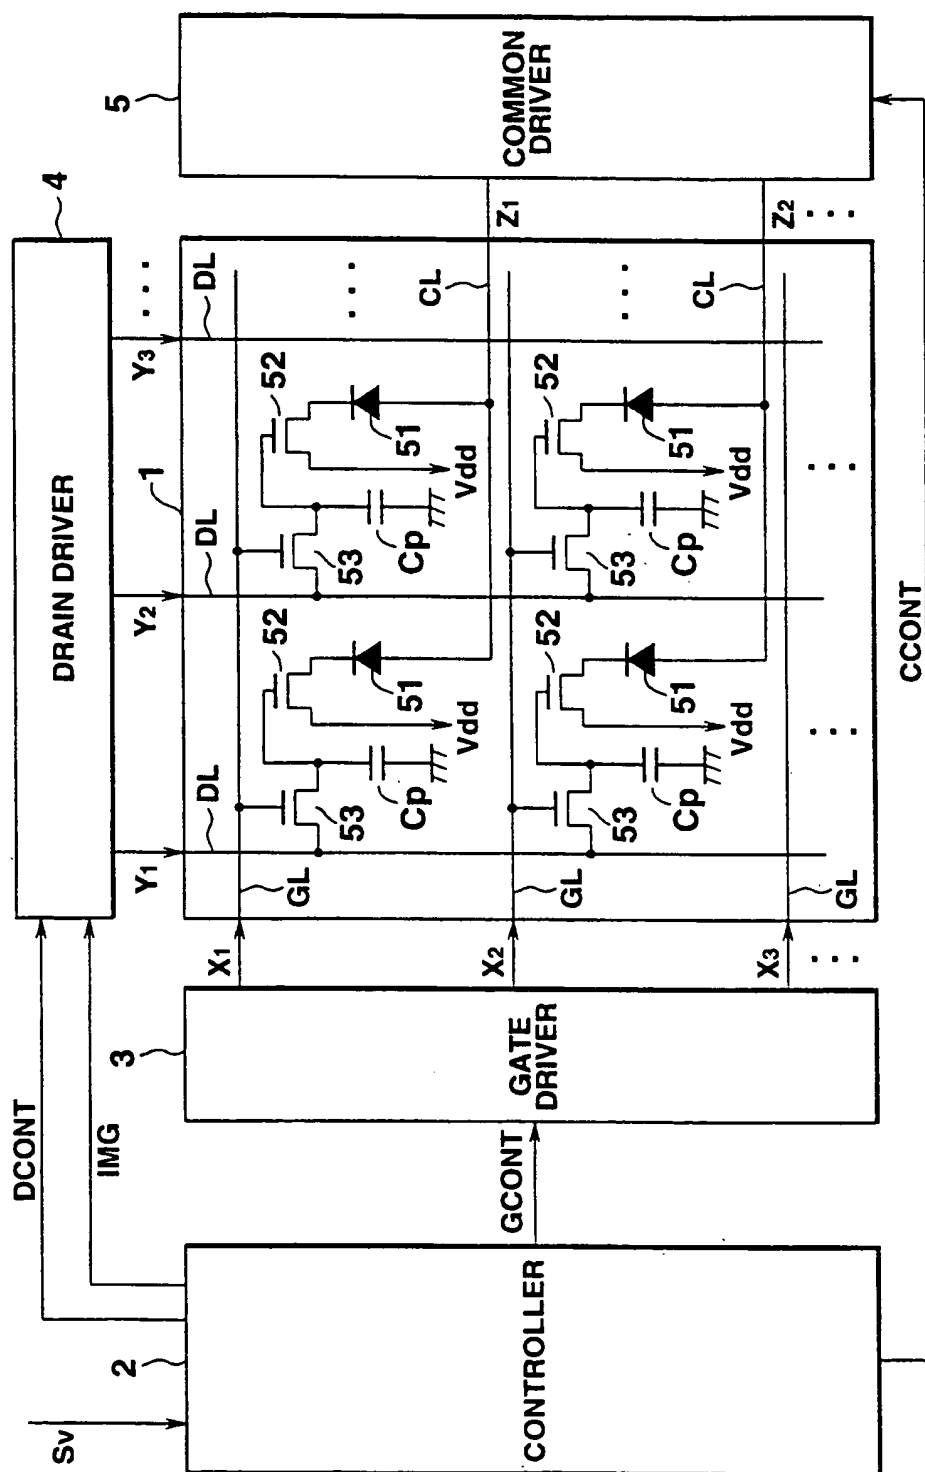 DRAIN DRIVER
4
5
COMMON
DRIVER
DCONT
IMG
Y1
Y2
Y3
. . .
1
DL
DL
DL
Sv
2
CONTROLLER
GCONT
3
GATE
DRIVER
X1
GL
53
52
Cp
Vdd
51
53
52
Cp
Vdd
51
. . .
CL
Z1
X2
GL
53
52
Cp
Vdd
51
53
52
Cp
Vdd
51
. . .
CL
Z2
X3
GL
. . .
. . .
. . .
. . .
CCONT